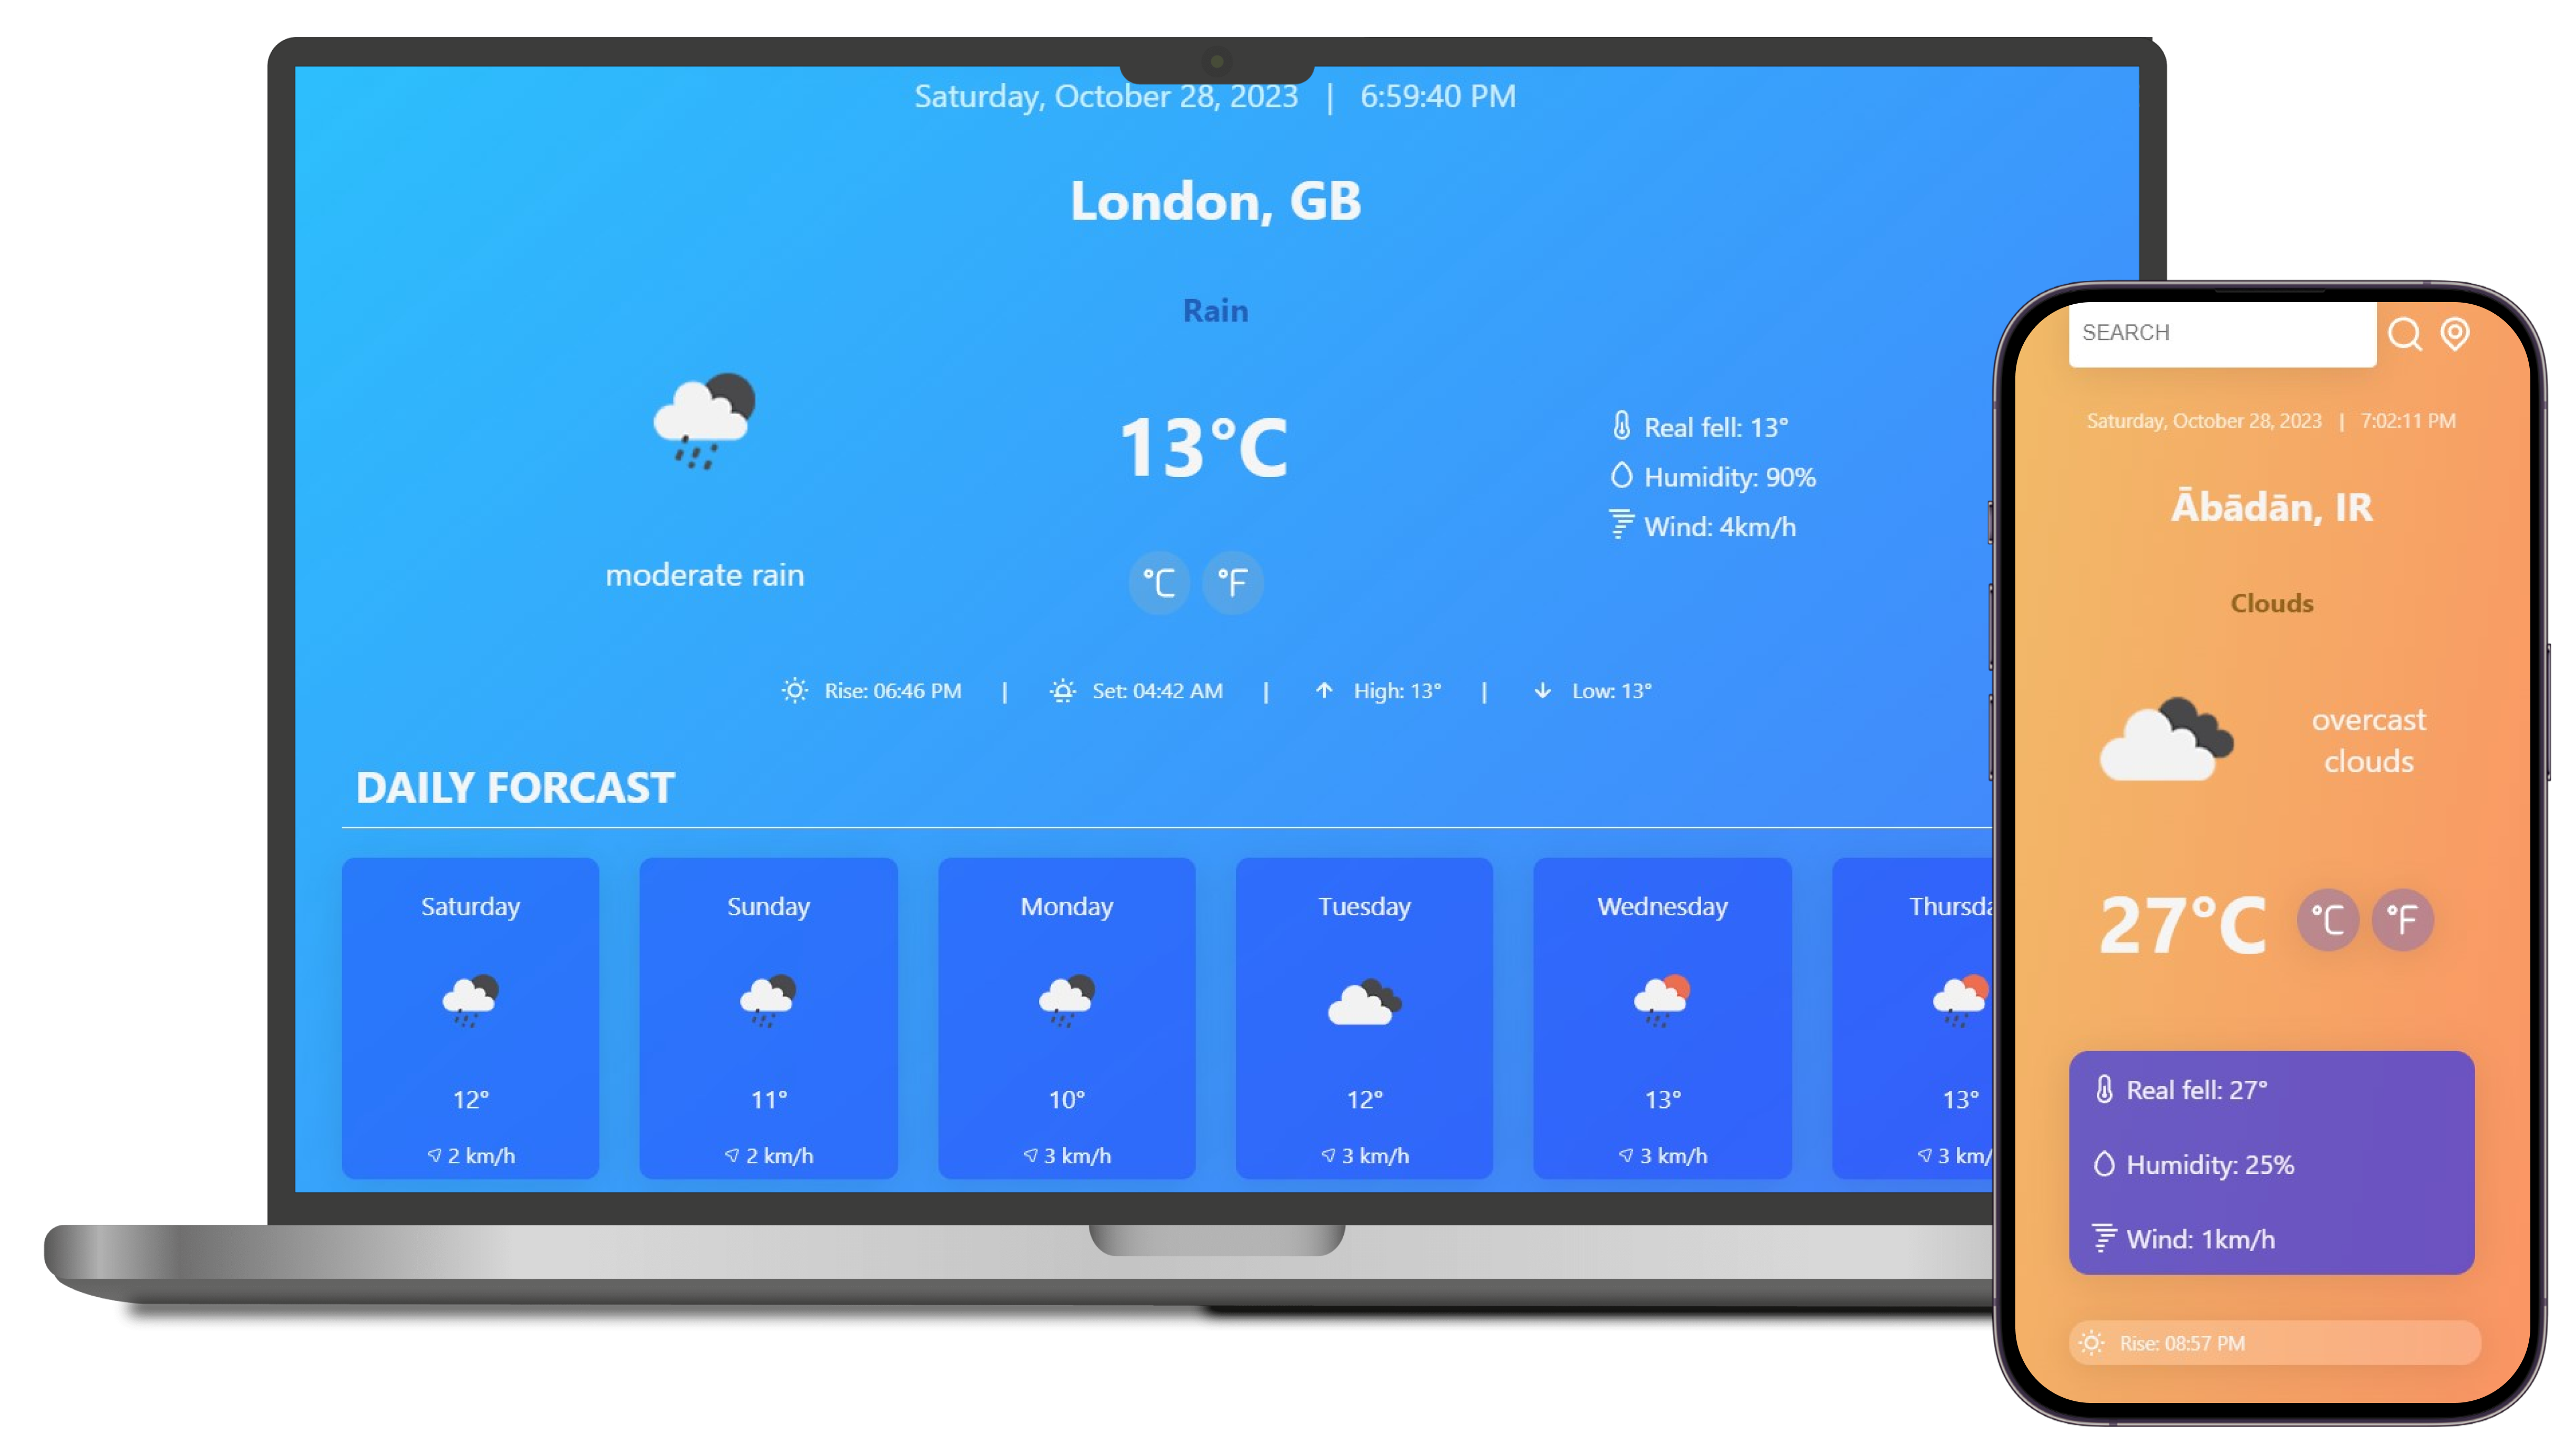 Saturday, October 28, 2023 | 6:59:40 PM
London, GB
Rain
moderate rain
13°C
°C °F
Real fell: 13°
Humidity: 90%
Wind: 4km/h
Rise: 06:46 PM | Set: 04:42 AM | High: 13° | Low: 13°
DAILY FORCAST
Saturday
12°
2 km/h
Sunday
11°
2 km/h
Monday
10°
3 km/h
Tuesday
12°
3 km/h
Wednesday
13°
3 km/h
Thursda
13°
3 km/
SEARCH
Saturday, October 28, 2023 | 7:02:11 PM
Ābādān, IR
Clouds
overcast
clouds
27°C °C °F
Real fell: 27°
Humidity: 25%
Wind: 1km/h
Rise: 08:57 PM